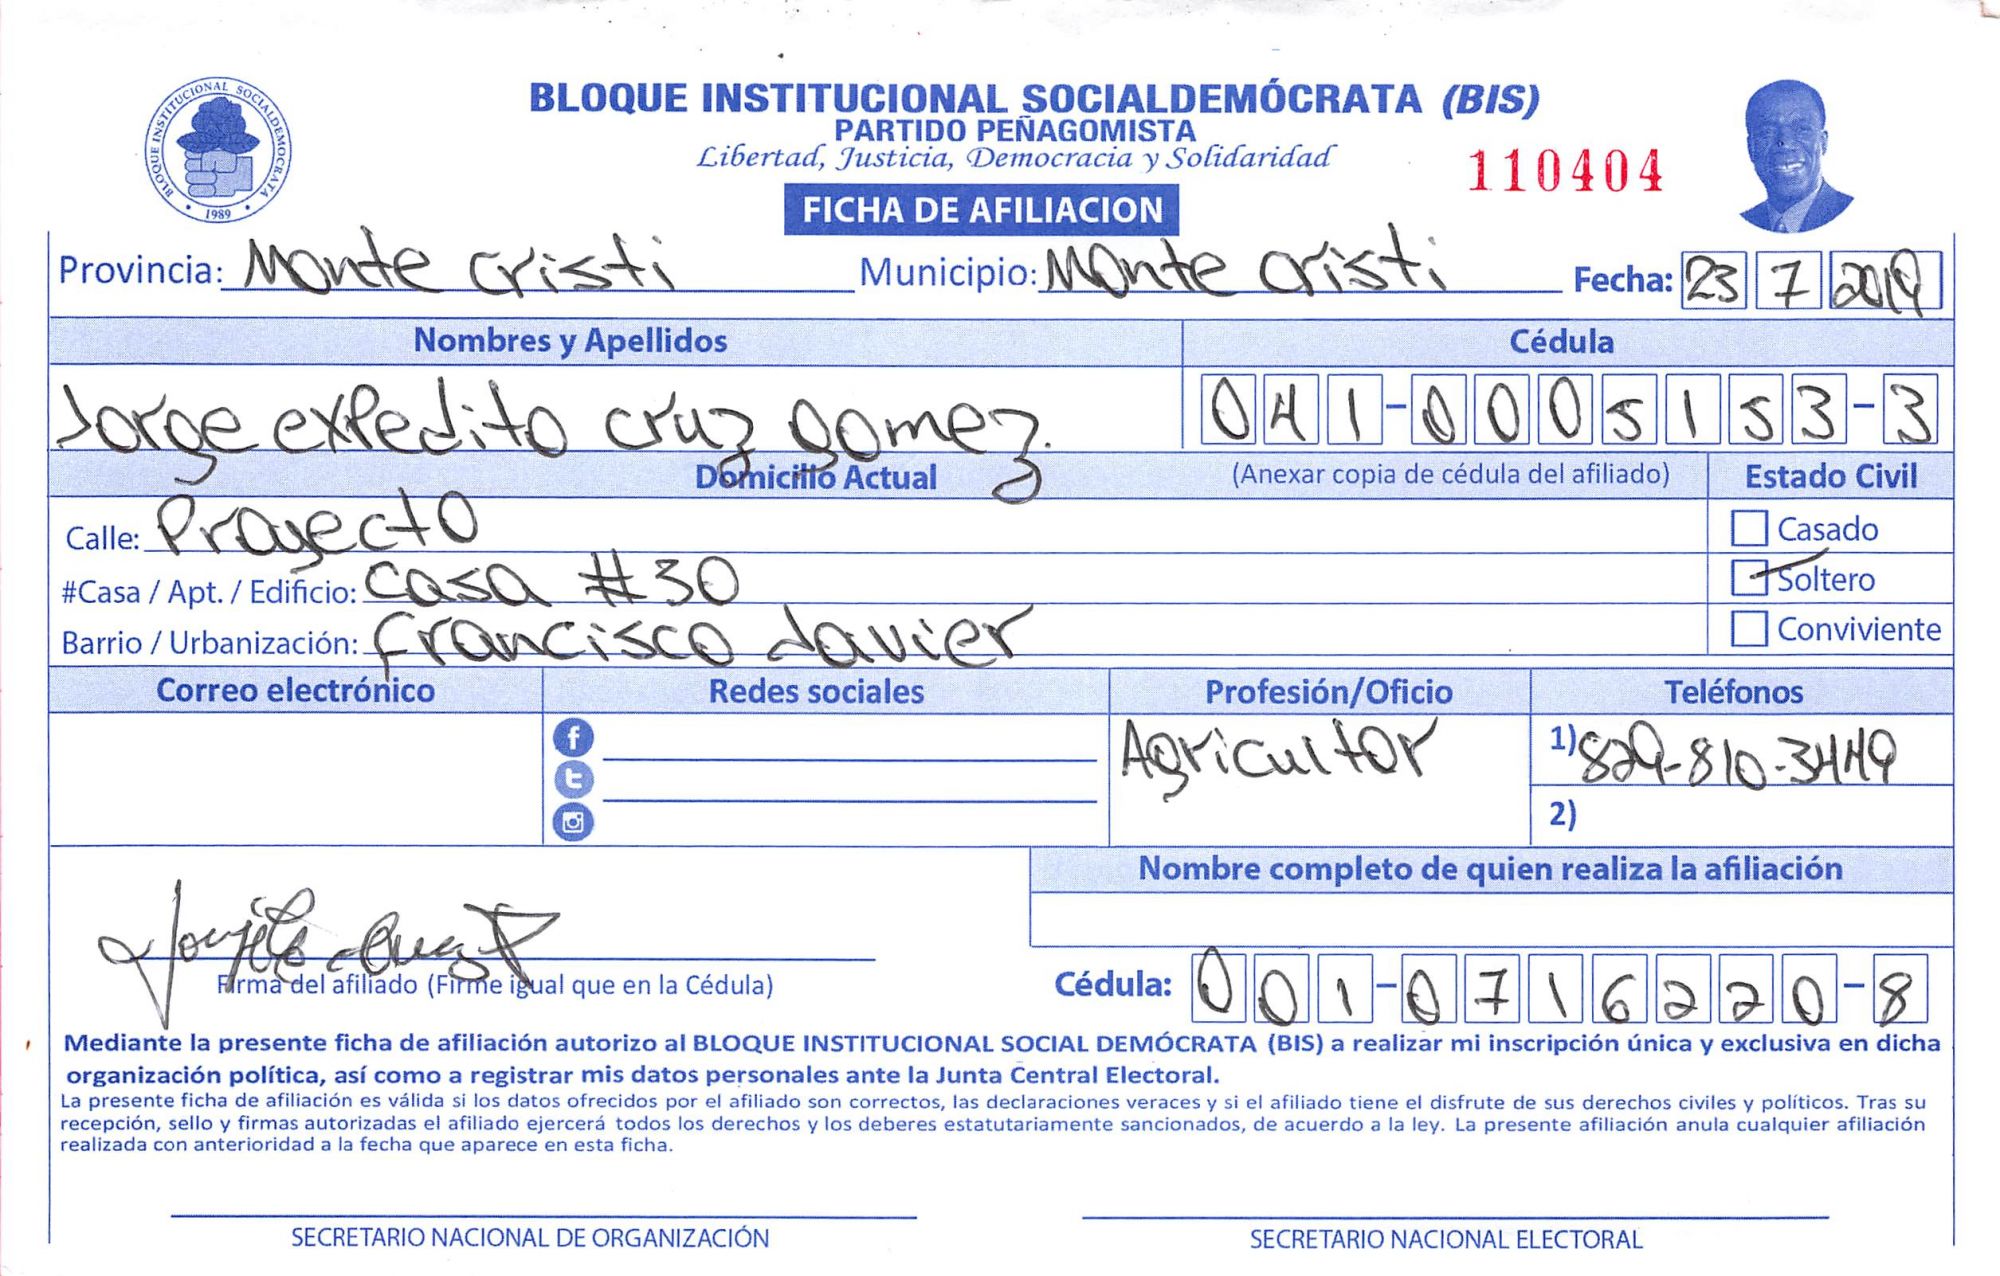 BLOQUE INSTITUCIONAL SOCIALDEMÓCRATA
1989
BLOQUE INSTITUCIONAL SOCIALDEMÓCRATA (BIS)
PARTIDO PEÑAGOMISTA
Libertad, Justicia, Democracia y Solidaridad
110404
FICHA DE AFILIACION
Provincia: Monte Cristi Municipio: Monte Cristi Fecha: 23 7 2019
Nombres y Apellidos Cédula
Jorge expedito cruz gomez. 041-0005153-3
Domicilio Actual (Anexar copia de cédula del afiliado) Estado Civil
Calle: Proyecto Casado
#Casa / Apt. / Edificio: Casa #30 Soltero
Barrio / Urbanización: Francisco Javier Conviviente
Correo electrónico Redes sociales Profesión/Oficio Teléfonos
Agricultor 1) 829-810-3449
2)
Nombre completo de quien realiza la afiliación
Firma del afiliado (Firme igual que en la Cédula) Cédula: 001-0716220-8
Mediante la presente ficha de afiliación autorizo al BLOQUE INSTITUCIONAL SOCIAL DEMÓCRATA (BIS) a realizar mi inscripción única y exclusiva en dicha
organización política, así como a registrar mis datos personales ante la Junta Central Electoral.
La presente ficha de afiliación es válida si los datos ofrecidos por el afiliado son correctos, las declaraciones veraces y si el afiliado tiene el disfrute de sus derechos civiles y políticos. Tras su
recepción, sello y firmas autorizadas el afiliado ejercerá todos los derechos y los deberes estatutariamente sancionados, de acuerdo a la ley. La presente afiliación anula cualquier afiliación
realizada con anterioridad a la fecha que aparece en esta ficha.
SECRETARIO NACIONAL DE ORGANIZACIÓN SECRETARIO NACIONAL ELECTORAL